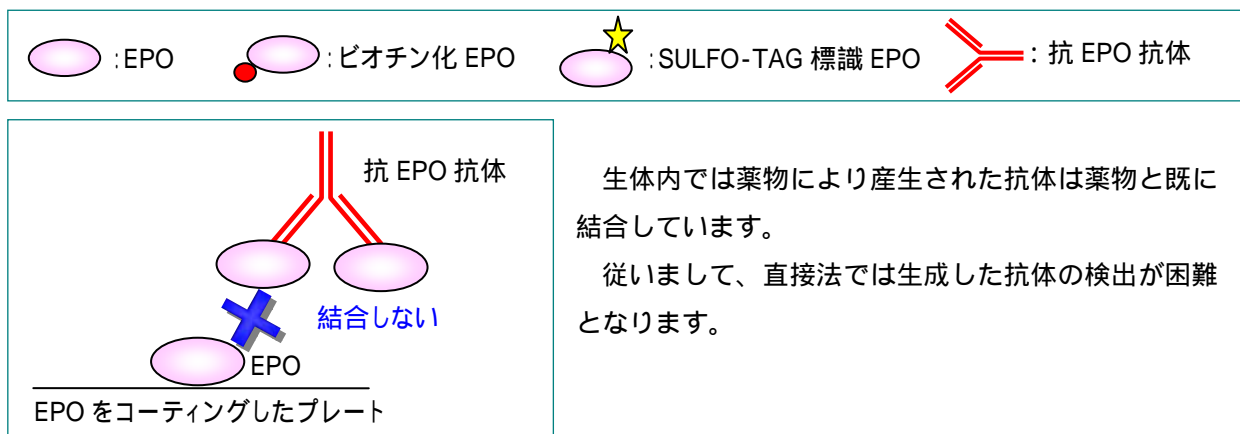 :EPO :ビオチン化 EPO :SULFO-TAG 標識 EPO :抗 EPO 抗体
抗 EPO 抗体
結合しない
EPO
EPO をコーティングしたプレート
生体内では薬物により産生された抗体は薬物と既に
結合しています。
従いまして、直接法では生成した抗体の検出が困難
となります。